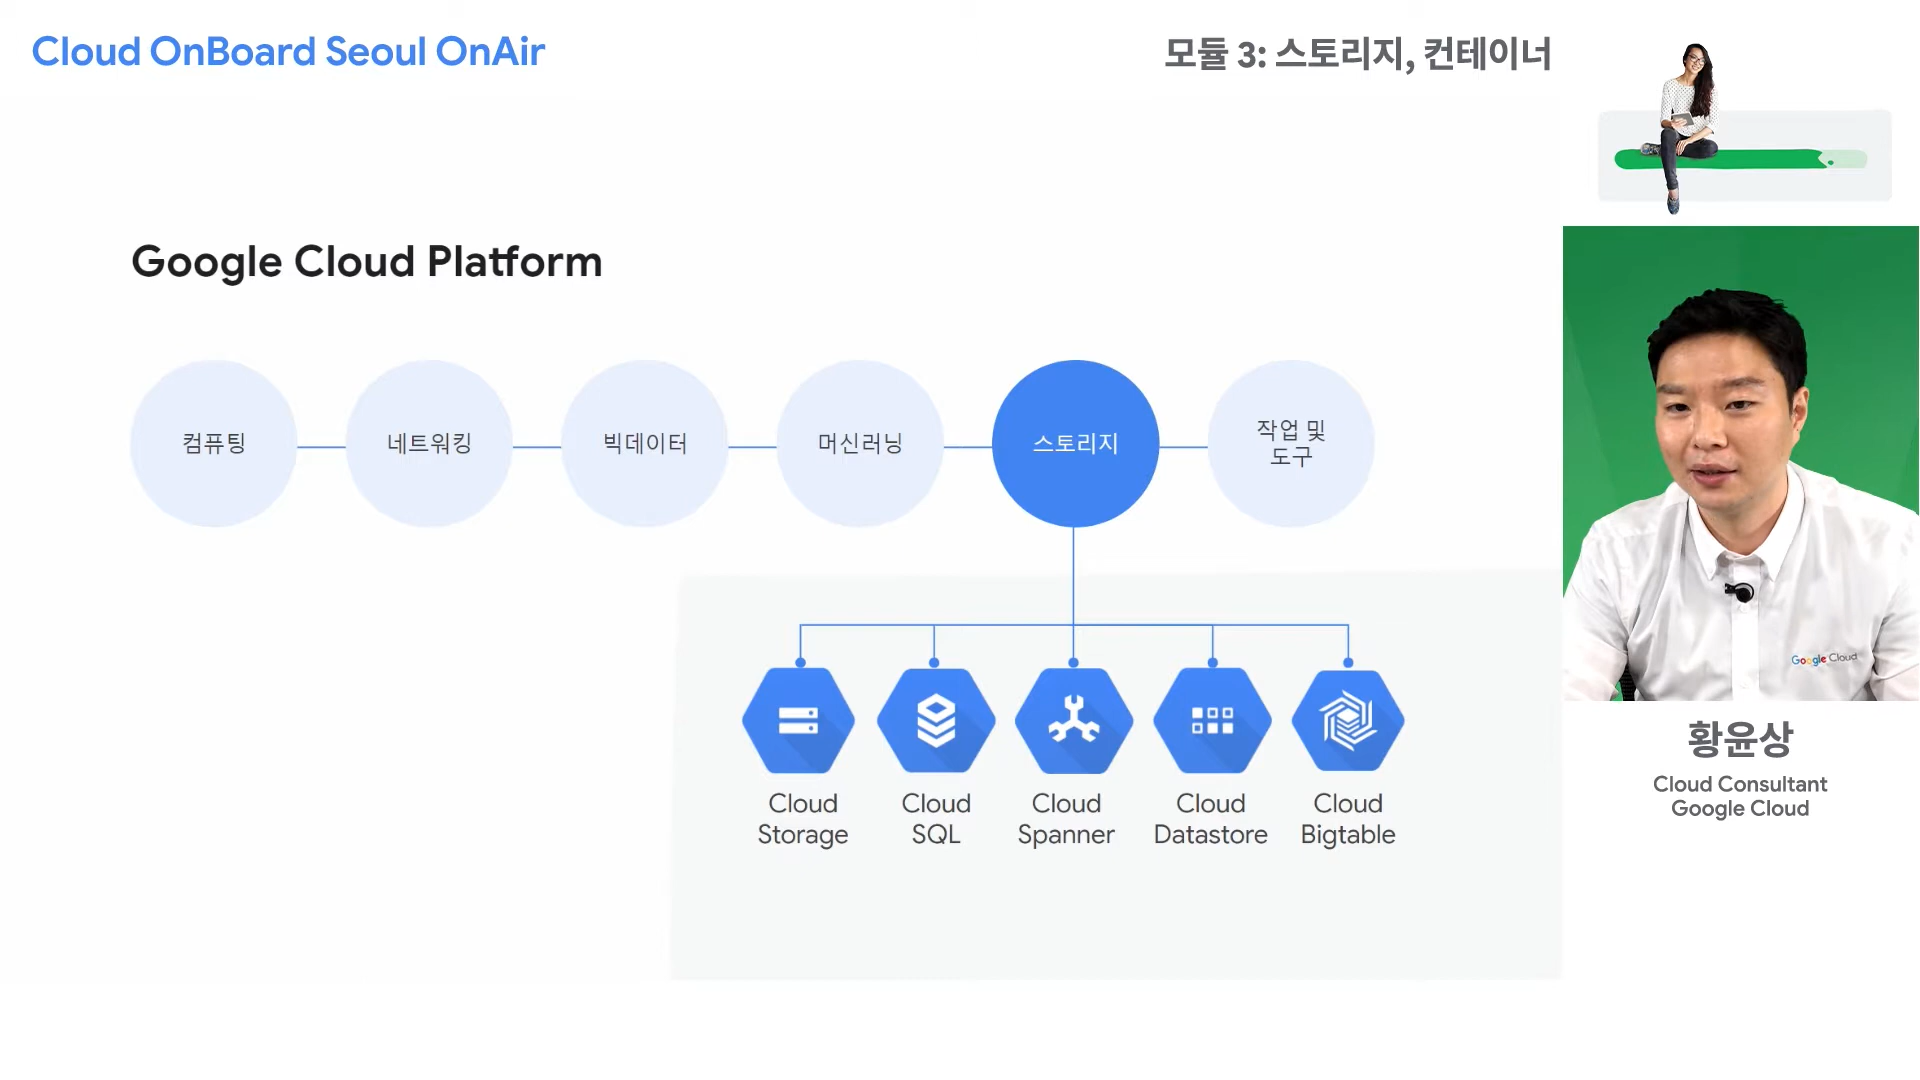 Cloud OnBoard Seoul OnAir
모듈 3: 스토리지, 컨테이너
Google Cloud Platform
컴퓨팅
네트워킹
빅데이터
머신러닝
스토리지
작업 및
도구
Cloud
Storage
Cloud
SQL
Cloud
Spanner
Cloud
Datastore
Cloud
Bigtable
Google Cloud
황윤상
Cloud Consultant
Google Cloud